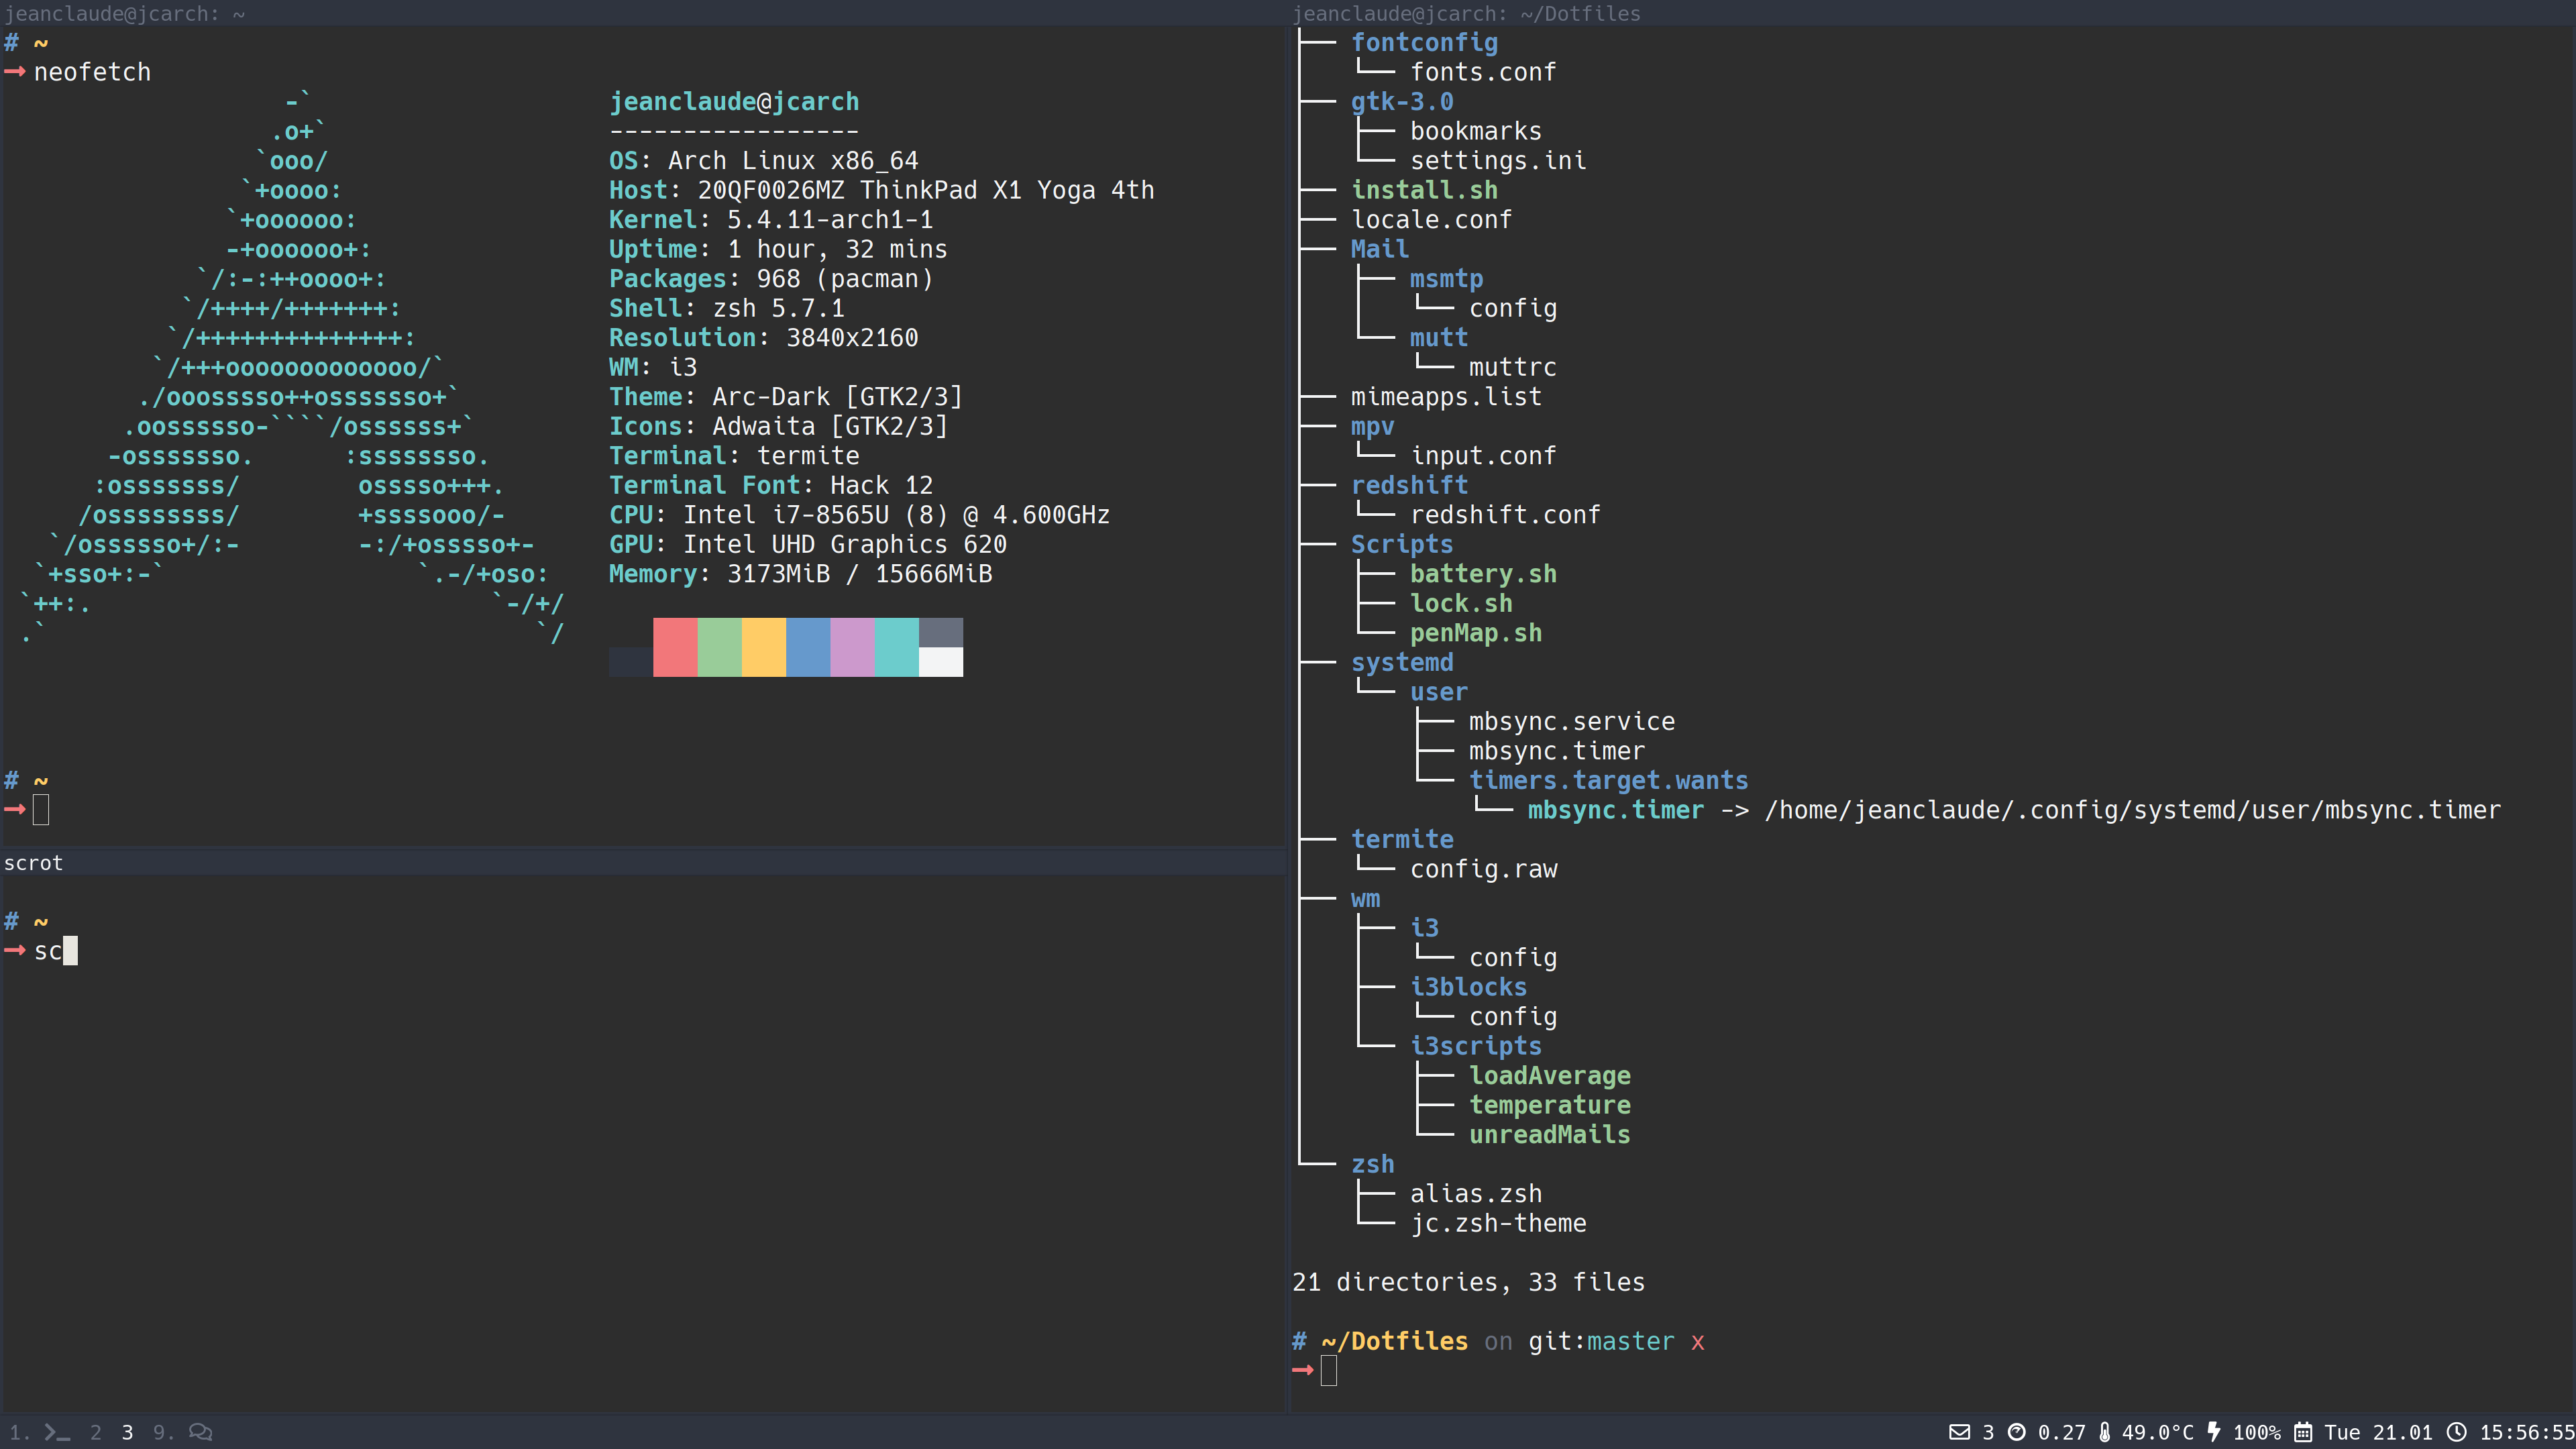 jeanclaude@jcarch: ~
# ~
→ neofetch
-`
.o+`
`ooo/
`+oooo:
`+oooooo:
-+oooooo+:
`/:-:++oooo+:
`/++++/+++++++:
`/++++++++++++++:
`/+++ooooooooooooo/`
./ooosssso++osssssso+`
.oossssso-````/ossssss+`
-osssssso.      :ssssssso.
:osssssss/        osssso+++.
/ossssssss/        +ssssooo/-
`/ossssso+/:-        -:/+osssso+-
`+sso+:-`                 `.-/+oso:
`++:.                           `-/+/
.`                                 `/
jeanclaude@jcarch
-----------------
OS: Arch Linux x86_64
Host: 20QF0026MZ ThinkPad X1 Yoga 4th
Kernel: 5.4.11-arch1-1
Uptime: 1 hour, 32 mins
Packages: 968 (pacman)
Shell: zsh 5.7.1
Resolution: 3840x2160
WM: i3
Theme: Arc-Dark [GTK2/3]
Icons: Adwaita [GTK2/3]
Terminal: termite
Terminal Font: Hack 12
CPU: Intel i7-8565U (8) @ 4.600GHz
GPU: Intel UHD Graphics 620
Memory: 3173MiB / 15666MiB
# ~
→
scrot
# ~
→ sc
jeanclaude@jcarch: ~/Dotfiles
├── fontconfig
│   └── fonts.conf
├── gtk-3.0
│   ├── bookmarks
│   └── settings.ini
├── install.sh
├── locale.conf
├── Mail
│   ├── msmtp
│   │   └── config
│   └── mutt
│       └── muttrc
├── mimeapps.list
├── mpv
│   └── input.conf
├── redshift
│   └── redshift.conf
├── Scripts
│   ├── battery.sh
│   ├── lock.sh
│   └── penMap.sh
├── systemd
│   └── user
│       ├── mbsync.service
│       ├── mbsync.timer
│       └── timers.target.wants
│           └── mbsync.timer -> /home/jeanclaude/.config/systemd/user/mbsync.timer
├── termite
│   └── config.raw
├── wm
│   ├── i3
│   │   └── config
│   ├── i3blocks
│   │   └── config
│   └── i3scripts
│       ├── loadAverage
│       ├── temperature
│       └── unreadMails
└── zsh
    ├── alias.zsh
    └── jc.zsh-theme
21 directories, 33 files
# ~/Dotfiles on git:master x
→
1. >_ 2 3 9.
3 0.27 49.0°C 100% Tue 21.01 15:56:55